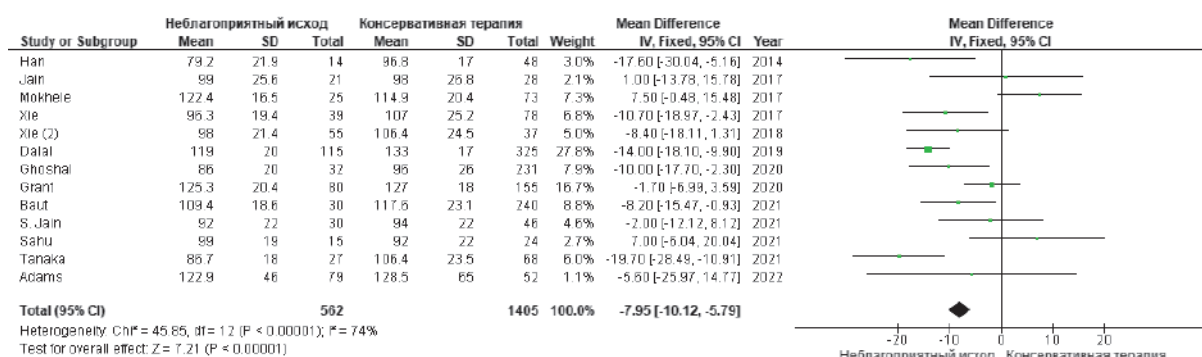 Неблагоприятный исход Консервативная терапия Mean Difference Mean Difference
Study or Subgroup Mean SD Total Mean SD Total Weight IV, Fixed, 95% CI Year IV, Fixed, 95% CI
Han 79.2 21.9 14 96.8 17 48 3.0% -17.60 [-30.04, -5.16] 2014
Jain 99 25.6 21 98 26.8 28 2.1% 1.00 [-13.78, 15.78] 2017
Mokhele 122.4 16.5 25 114.9 20.4 73 7.3% 7.50 [-0.48, 15.48] 2017
Xie 96.3 19.4 39 107 25.2 78 6.8% -10.70 [-18.97, -2.43] 2017
Xie (2) 98 21.4 55 106.4 24.5 37 5.0% -8.40 [-18.11, 1.31] 2018
Dalal 119 20 115 133 17 325 27.8% -14.00 [-18.10, -9.90] 2019
Ghoshal 86 20 32 96 26 231 7.9% -10.00 [-17.70, -2.30] 2020
Grant 125.3 20.4 80 127 18 155 16.7% -1.70 [-6.99, 3.59] 2020
Baut 109.4 18.6 30 117.6 23.1 240 8.8% -8.20 [-15.47, -0.93] 2021
S. Jain 92 22 30 94 22 46 4.6% -2.00 [-12.12, 8.12] 2021
Sahu 99 19 15 92 22 24 2.7% 7.00 [-6.04, 20.04] 2021
Tanaka 86.7 18 27 106.4 23.5 68 6.0% -19.70 [-28.49, -10.91] 2021
Adams 122.9 46 79 128.5 65 52 1.1% -5.60 [-25.97, 14.77] 2022
Total (95% CI) 562 1405 100.0% -7.95 [-10.12, -5.79]
Heterogeneity: Chi² = 45.85, df = 12 (P < 0.00001); I² = 74%
Test for overall effect: Z = 7.21 (P < 0.00001)
-20 -10 0 10 20
Неблагоприятный исход Консервативная терапия